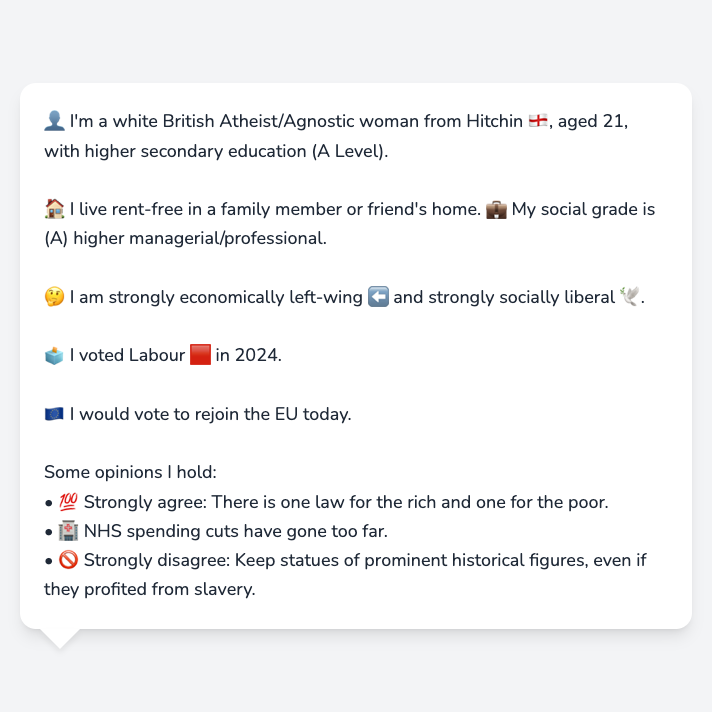 👤 I'm a white British Atheist/Agnostic woman from Hitchin 🏴󠁧󠁢󠁥󠁮󠁧󠁿, aged 21,
with higher secondary education (A Level).
🏠 I live rent-free in a family member or friend's home. 💼 My social grade is
(A) higher managerial/professional.
🤔 I am strongly economically left-wing ⬅️ and strongly socially liberal 🕊️.
🗳️ I voted Labour 🟥 in 2024.
🇪🇺 I would vote to rejoin the EU today.
Some opinions I hold:
• 💯 Strongly agree: There is one law for the rich and one for the poor.
• 🏥 NHS spending cuts have gone too far.
• 🚫 Strongly disagree: Keep statues of prominent historical figures, even if
they profited from slavery.